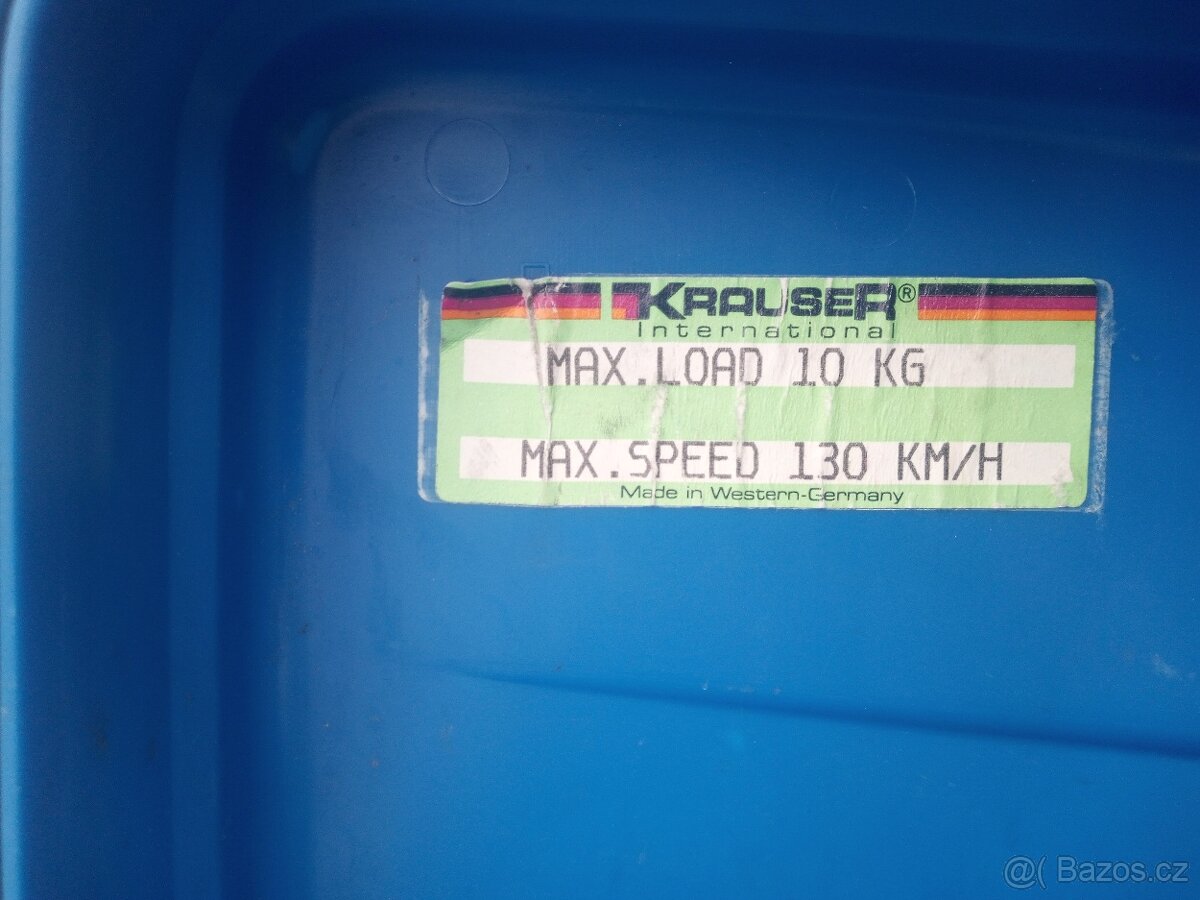 KRAUSER®
International
MAX.LOAD 10 KG
MAX.SPEED 130 KM/H
Made in Western-Germany
@( Bazos.cz